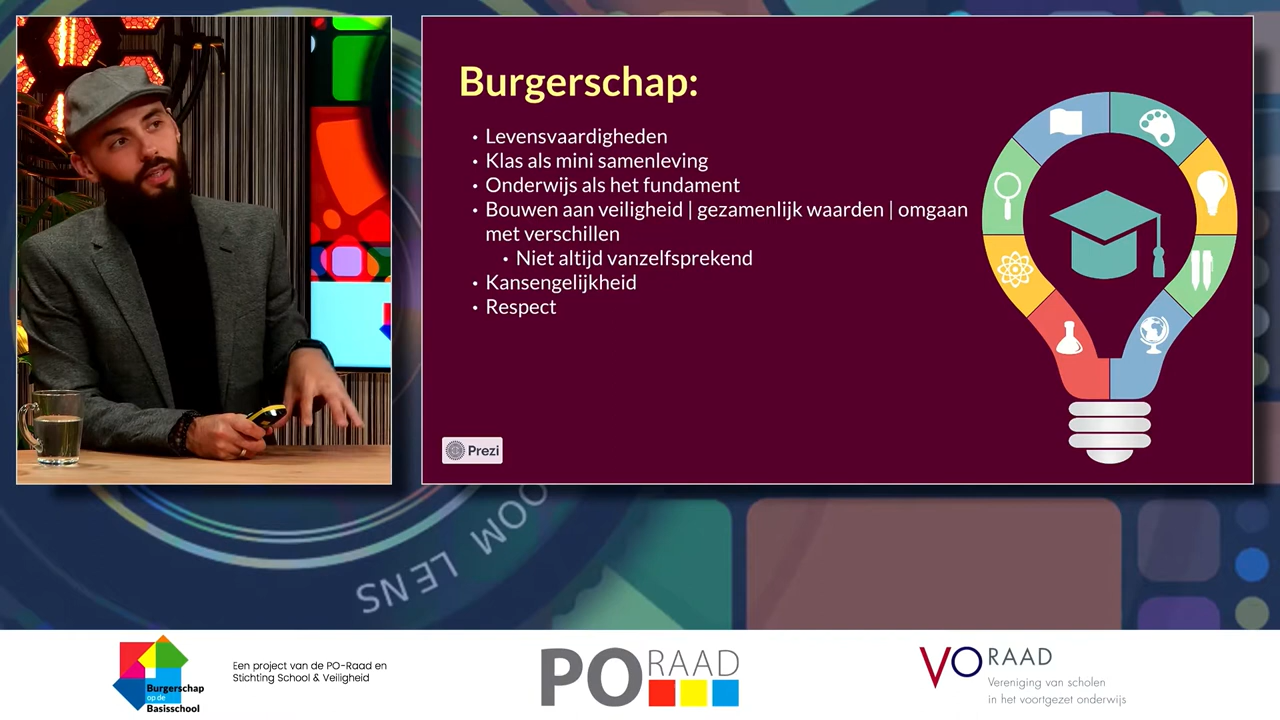 Burgerschap:
• Levensvaardigheden
• Klas als mini samenleving
• Onderwijs als het fundament
• Bouwen aan veiligheid | gezamenlijk waarden | omgaan
met verschillen
• Niet altijd vanzelfsprekend
• Kansengelijkheid
• Respect
Prezi
OOM LENS
Burgerschap
op de
Basisschool
Een project van de PO-Raad en
Stichting School & Veiligheid
PO RAAD
VO RAAD
Vereniging van scholen
in het voortgezet onderwijs